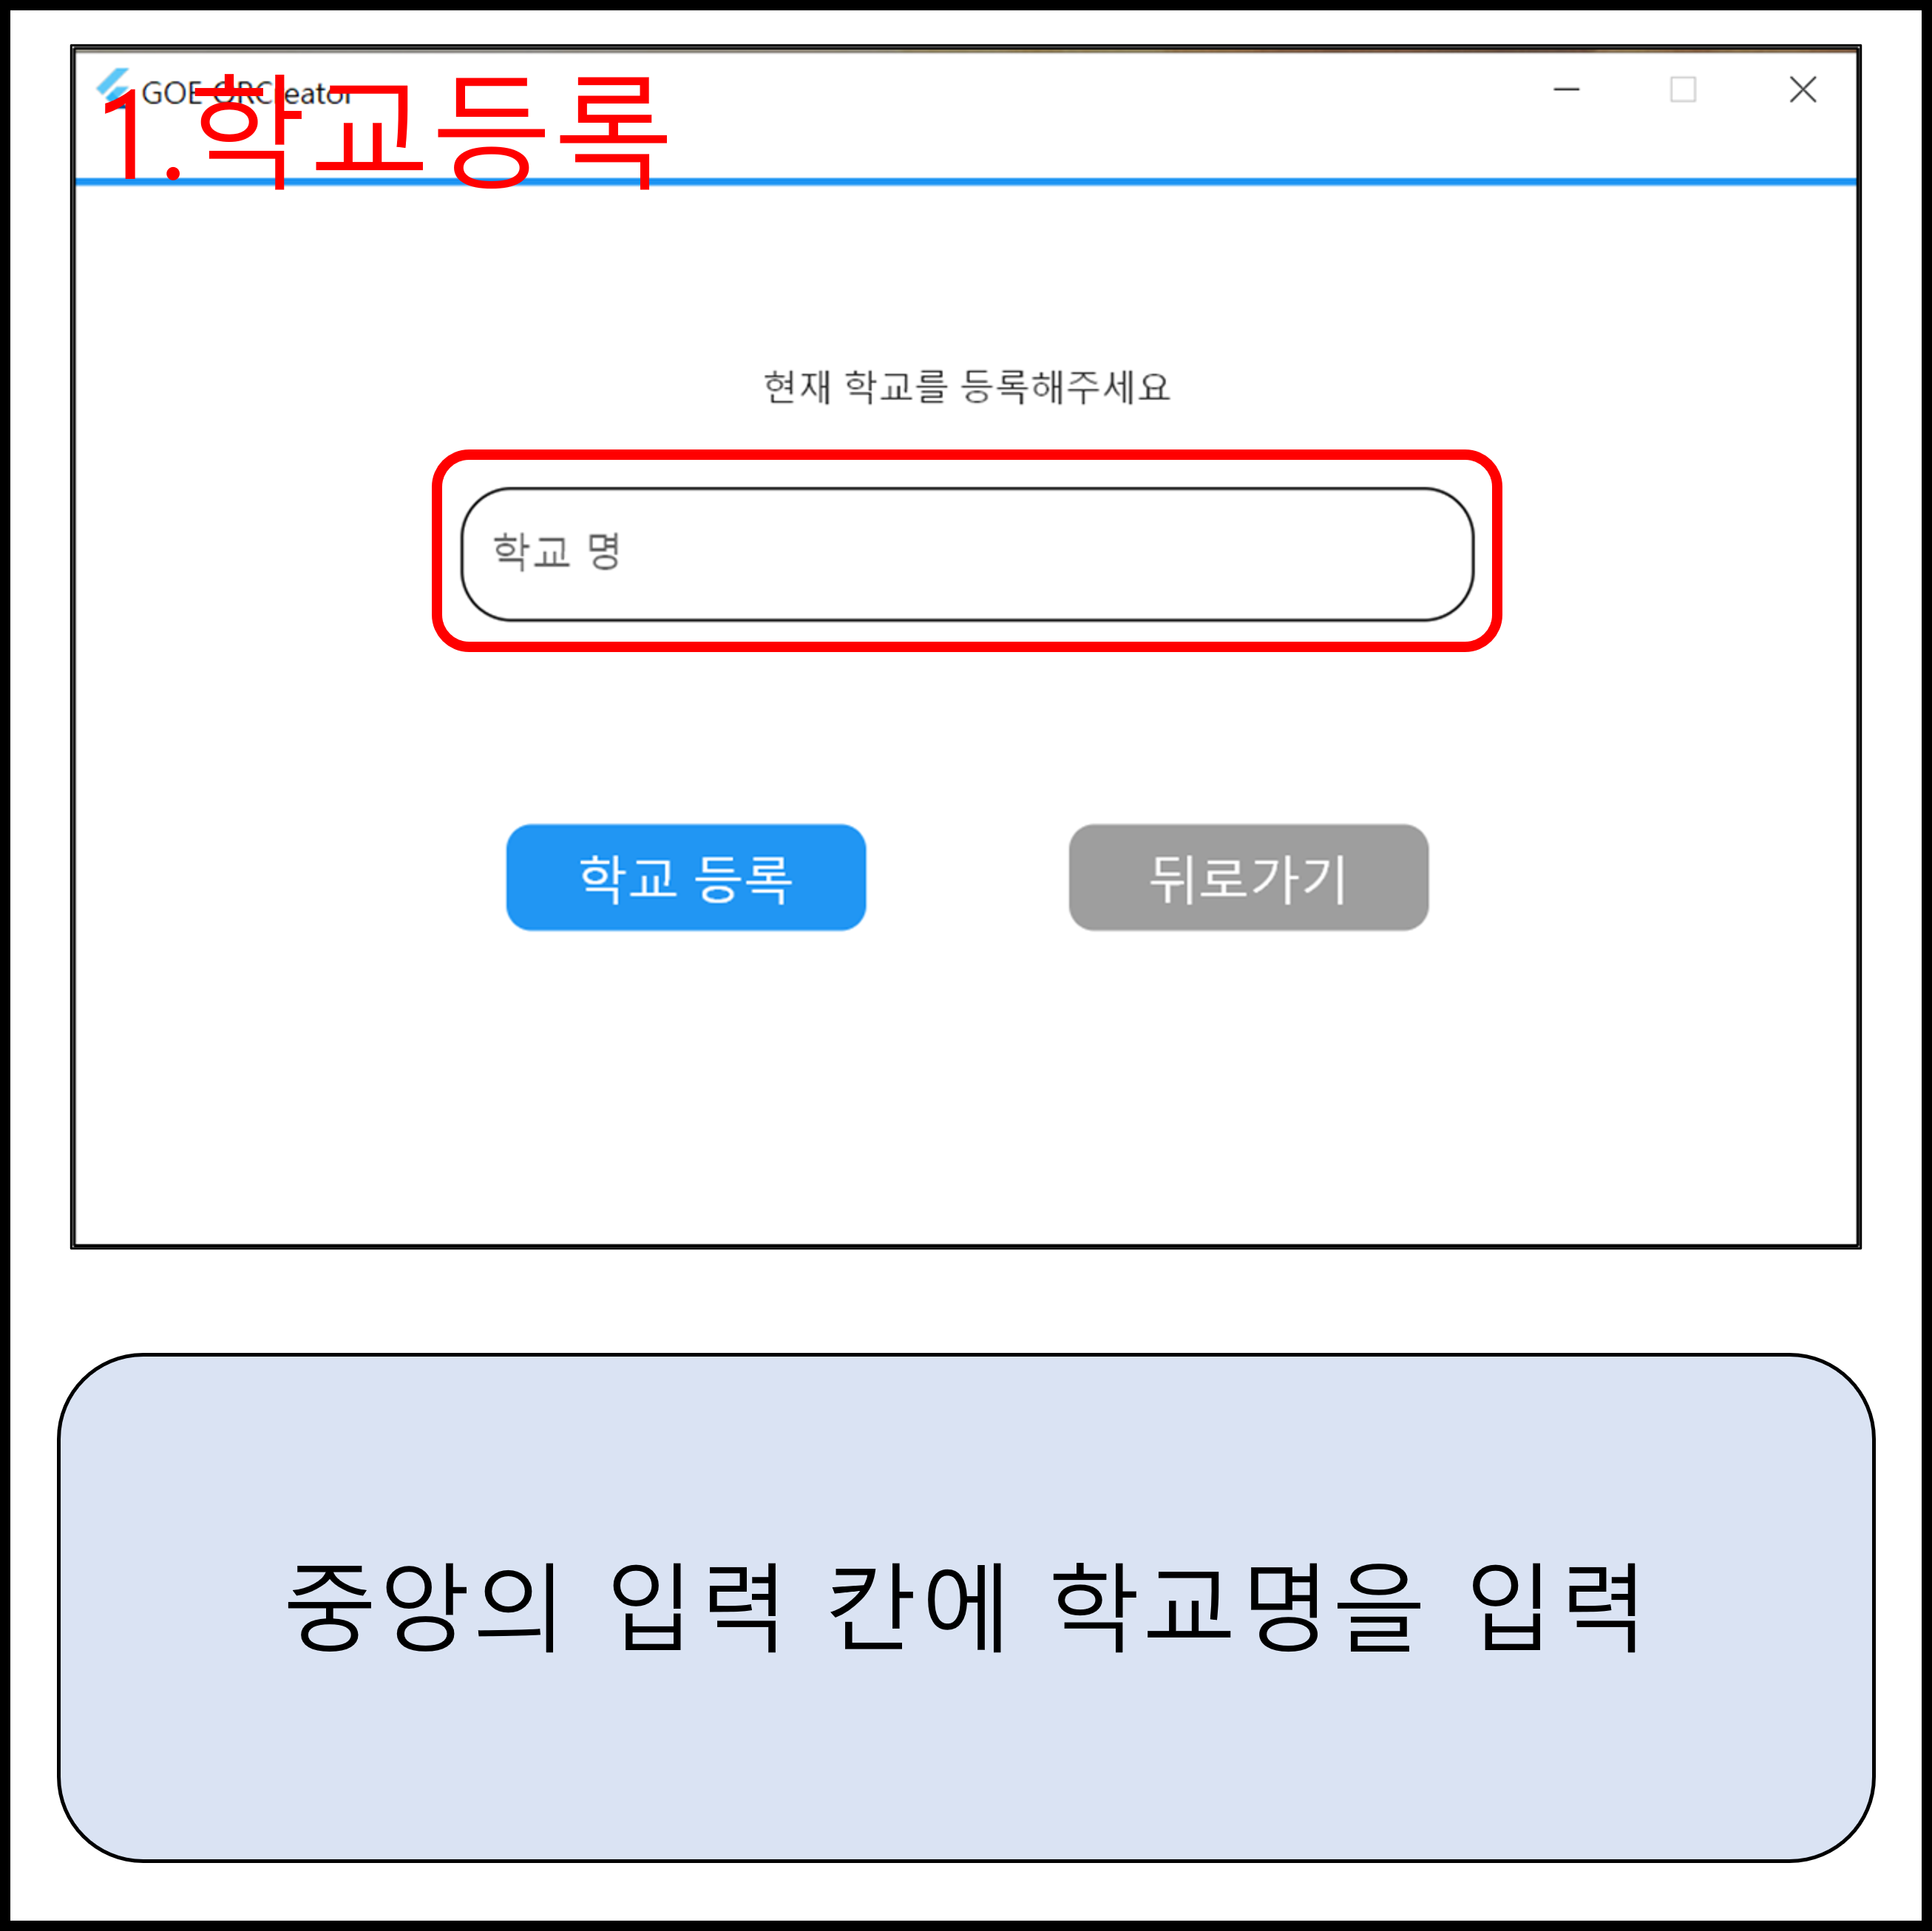 GOE QRCreator
1.학교등록
현재 학교를 등록해주세요
학교 명
학교 등록
뒤로가기
중앙의 입력 간에 학교명을 입력